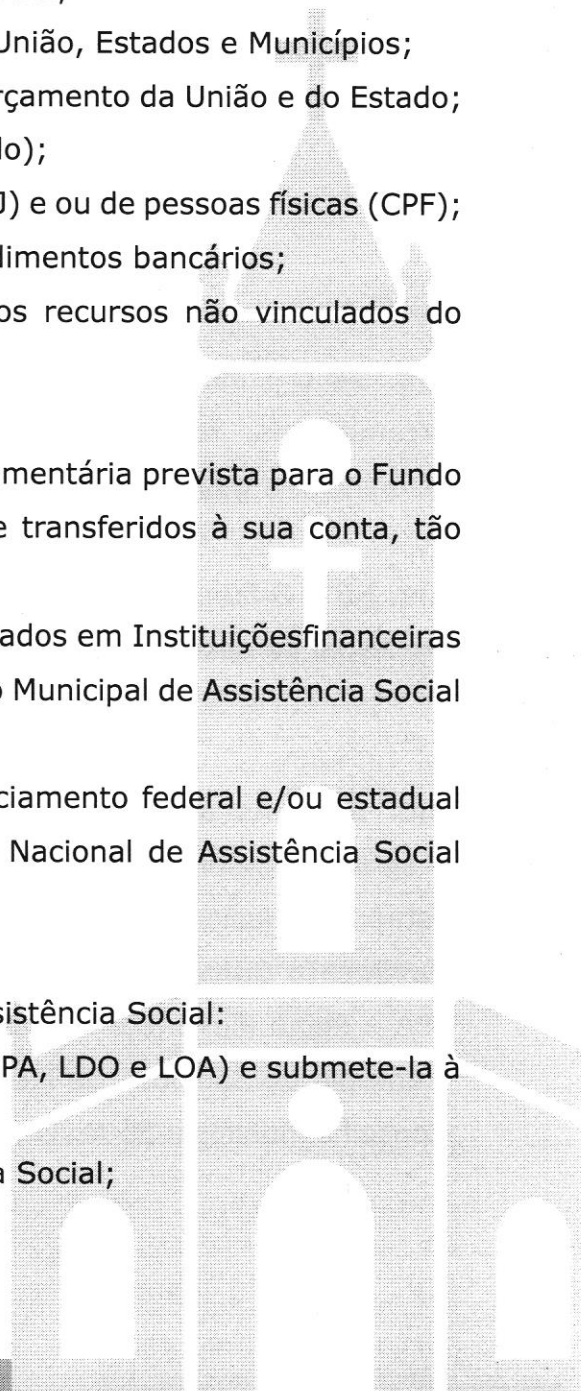 União, Estados e Municípios;
rçamento da União e do Estado;
do);
J) e ou de pessoas físicas (CPF);
dimentos bancários;
os recursos não vinculados do
mentária prevista para o Fundo
e transferidos à sua conta, tão
ados em Instituiçõesfinanceiras
o Municipal de Assistência Social
ciamento federal e/ou estadual
Nacional de Assistência Social
sistência Social:
PA, LDO e LOA) e submete-la à
a Social;